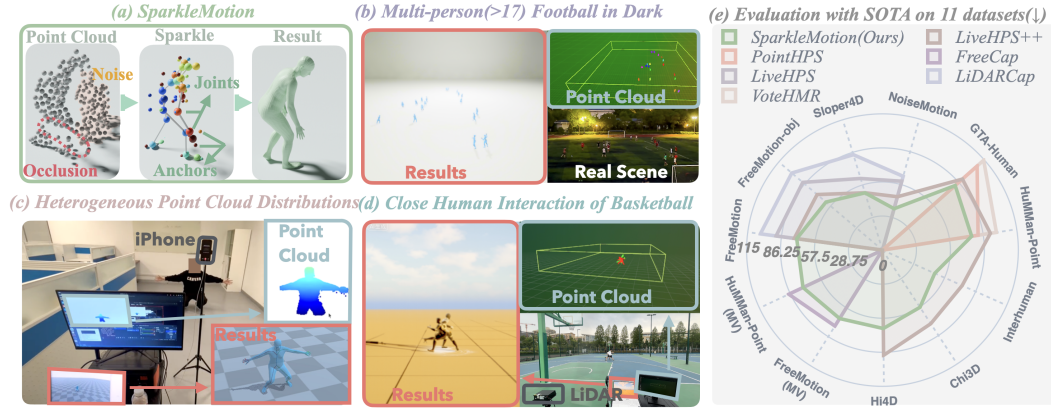 (a) SparkleMotion
Point Cloud
Sparkle
Result
Noise
Joints
Occlusion
Anchors
(b) Multi-person(>17) Football in Dark
Point Cloud
Results
Real Scene
(c) Heterogeneous Point Cloud Distributions
iPhone
Point
Cloud
CENTER
Results
(d) Close Human Interaction of Basketball
Point Cloud
Results
LiDAR
(e) Evaluation with SOTA on 11 datasets(↓)
SparkleMotion(Ours)
PointHPS
LiveHPS
VoteHMR
LiveHPS++
FreeCap
LiDARCap
Sloper4D
NoiseMotion
GTA-Human
HuMMan-Point
Interhuman
Chi3D
Hi4D
FreeMotion
(MV)
HuMMan-Point
(MV)
FreeMotion
FreeMotion-obj
115 86.25 57.5 28.75 0